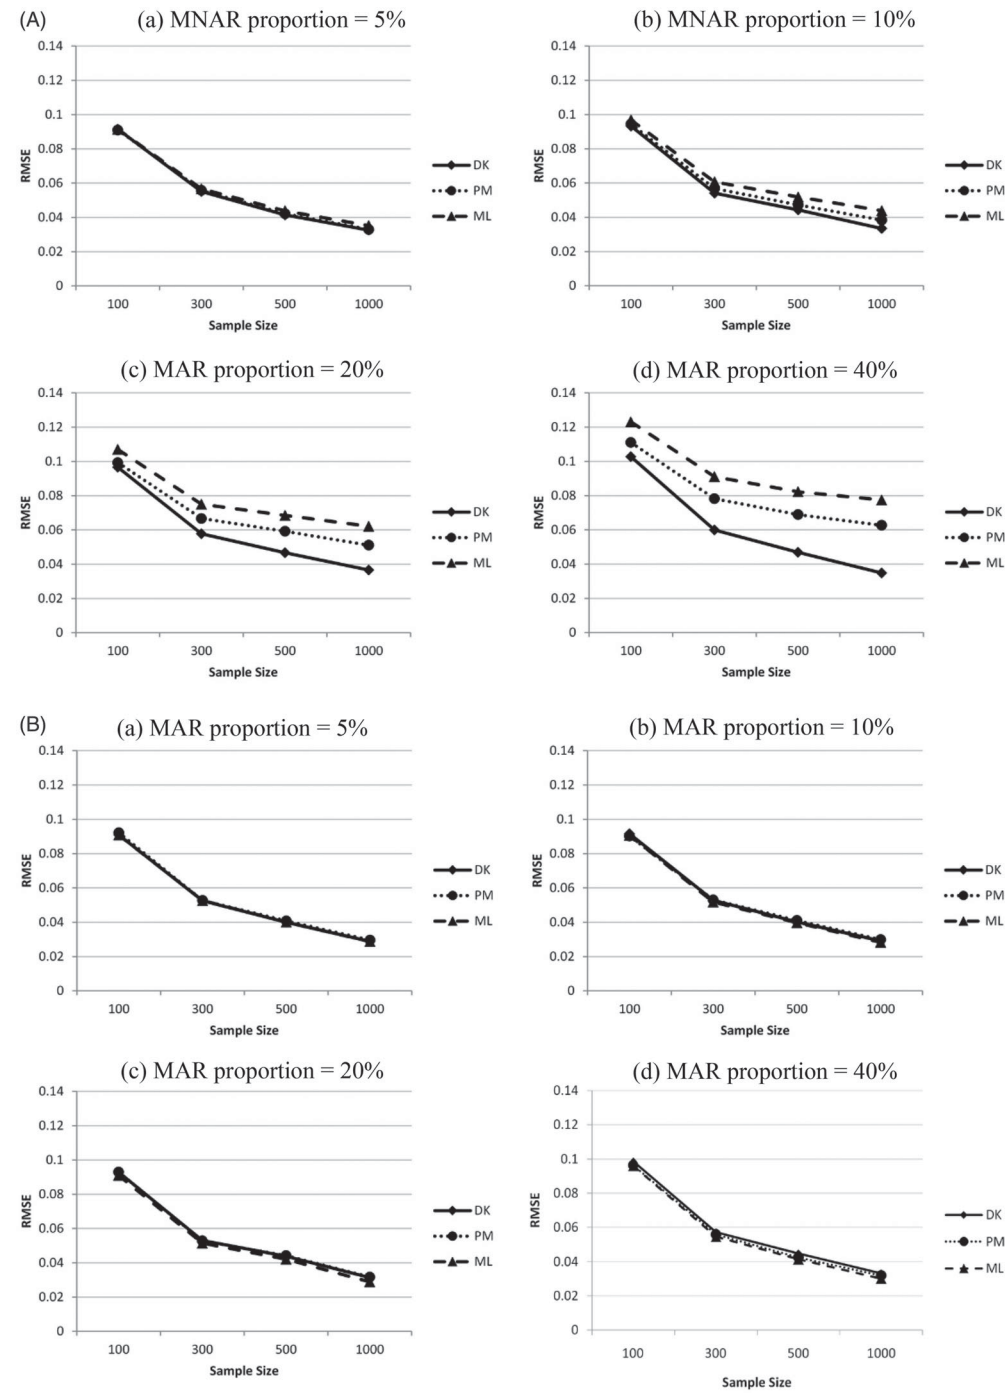 (A)
(a) MNAR proportion = 5%
0.14
0.12
0.1
0.08
0.06
0.04
0.02
0
RMSE
100 300 500 1000
Sample Size
DK
PM
ML
(b) MNAR proportion = 10%
0.14
0.12
0.1
0.08
0.06
0.04
0.02
0
RMSE
100 300 500 1000
Sample Size
DK
PM
ML
(c) MAR proportion = 20%
0.14
0.12
0.1
0.08
0.06
0.04
0.02
0
RMSE
100 300 500 1000
Sample Size
DK
PM
ML
(d) MAR proportion = 40%
0.14
0.12
0.1
0.08
0.06
0.04
0.02
0
RMSE
100 300 500 1000
Sample Size
DK
PM
ML
(B)
(a) MAR proportion = 5%
0.14
0.12
0.1
0.08
0.06
0.04
0.02
0
RMSE
100 300 500 1000
Sample Size
DK
PM
ML
(b) MAR proportion = 10%
0.14
0.12
0.1
0.08
0.06
0.04
0.02
0
RMSE
100 300 500 1000
Sample Size
DK
PM
ML
(c) MAR proportion = 20%
0.14
0.12
0.1
0.08
0.06
0.04
0.02
0
RMSE
100 300 500 1000
Sample Size
DK
PM
ML
(d) MAR proportion = 40%
0.14
0.12
0.1
0.08
0.06
0.04
0.02
0
RMSE
100 300 500 1000
Sample Size
DK
PM
ML